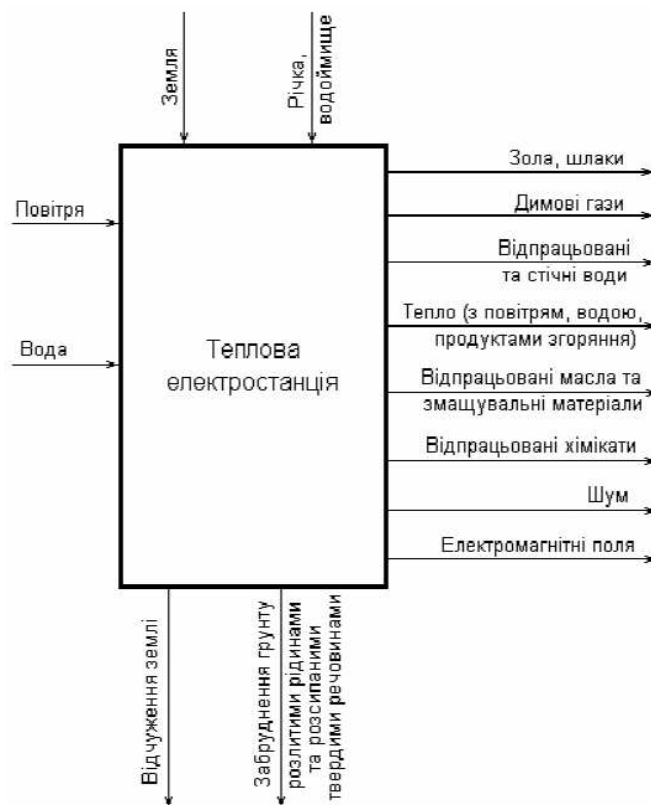 Земля
Річка,
водоймище
Повітря
Вода
Теплова
електростанція
Зола, шлаки
Димові гази
Відпрацьовані
та стічні води
Тепло (з повітрям, водою,
продуктами згоряння)
Відпрацьовані масла та
змащувальні матеріали
Відпрацьовані хімікати
Шум
Електромагнітні поля
Відчуження землі
Забруднення грунту
розлитими рідинами
та розсипаними
твердими речовинами